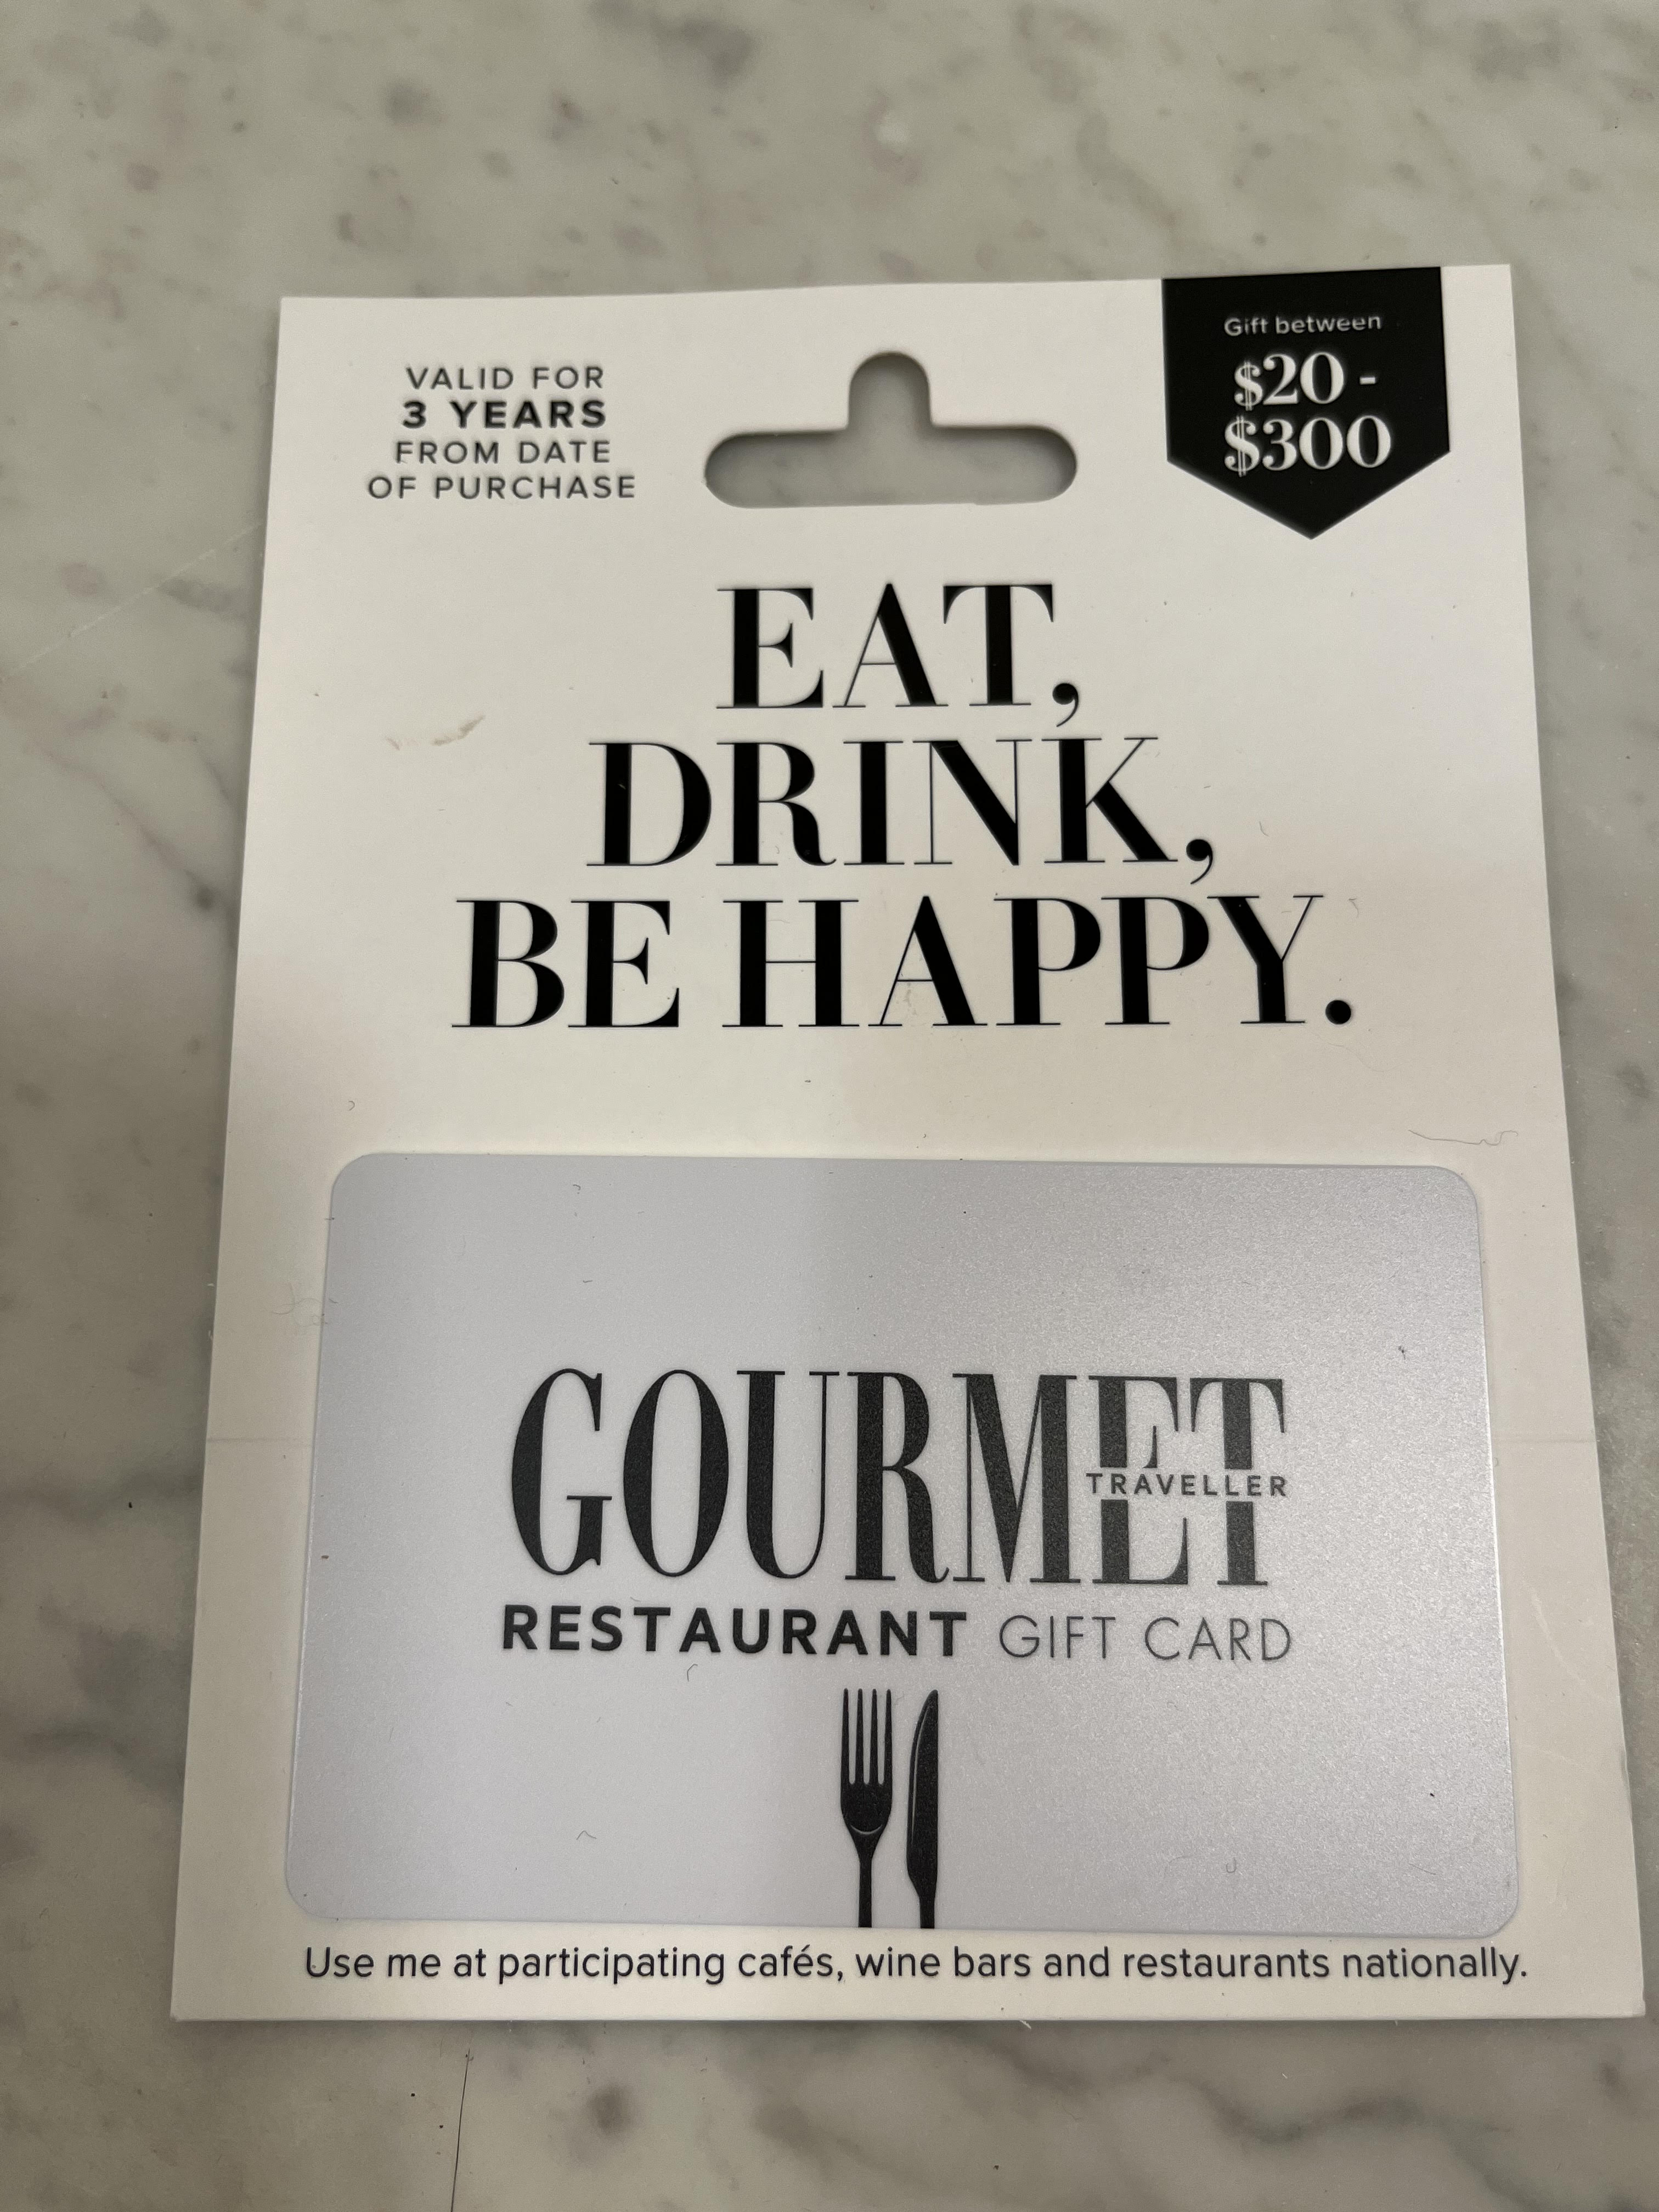 VALID FOR
3 YEARS
FROM DATE
OF PURCHASE
Gift between
$20 -
$300
EAT,
DRINK,
BE HAPPY.
GOURMET
TRAVELLER
RESTAURANT GIFT CARD
Use me at participating cafés, wine bars and restaurants nationally.